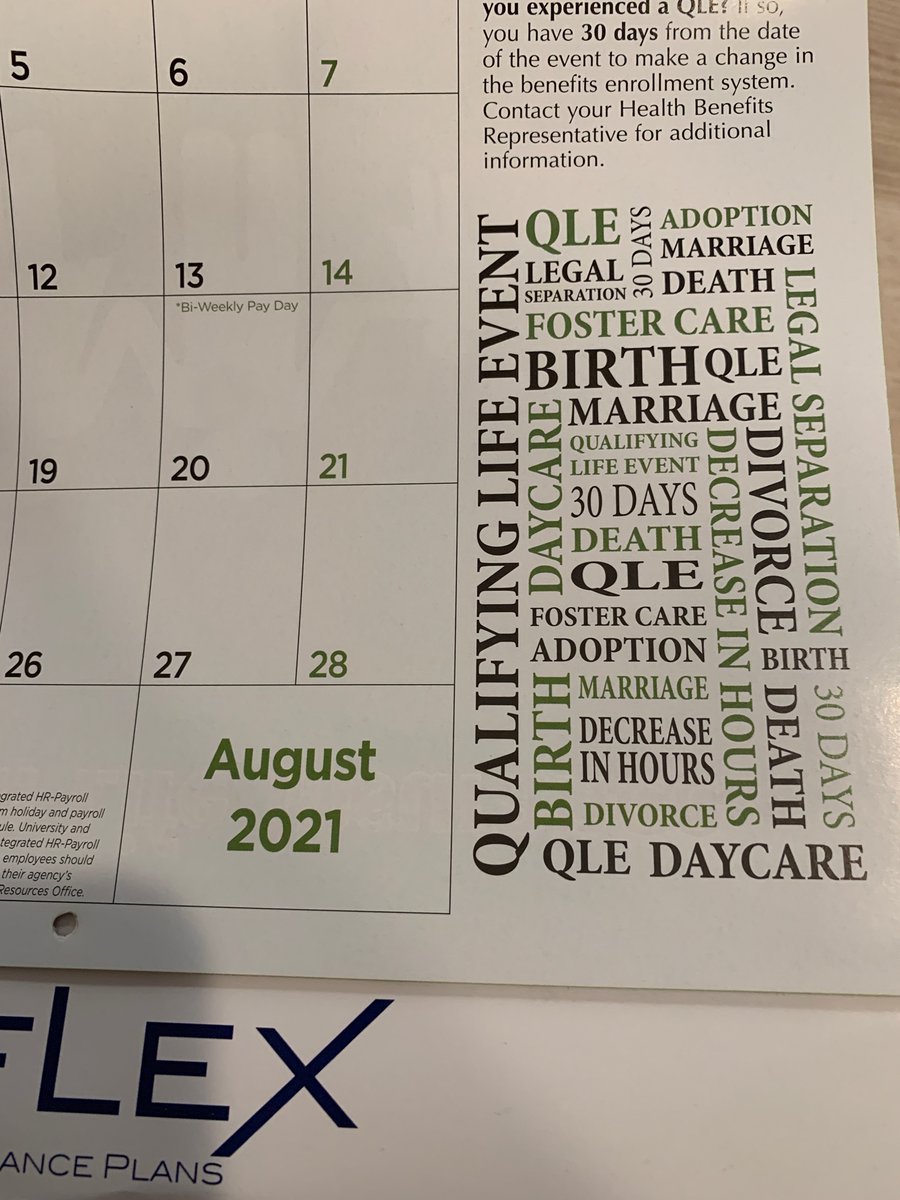 you experienced a QLE? If so,
you have 30 days from the date
of the event to make a change in
the benefits enrollment system.
Contact your Health Benefits
Representative for additional
information.
5 6 7
12 13 14
*Bi-Weekly Pay Day
19 20 21
26 27 28
August
2021
grated HR-Payroll
m holiday and payroll
ule. University and
tegrated HR-Payroll
employees should
their agency's
Resources Office.
QUALIFYING LIFE EVENT
QLE
30 DAYS
ADOPTION
MARRIAGE
LEGAL
SEPARATION
DEATH
LEGAL SEPARATION
FOSTER CARE
BIRTH QLE
DAYCARE
MARRIAGE
QUALIFYING
LIFE EVENT
DECREASE IN HOURS
DIVORCE
30 DAYS
DEATH
QLE
FOSTER CARE
ADOPTION
BIRTH
BIRTH
MARRIAGE
DEATH
30 DAYS
DECREASE
IN HOURS
DIVORCE
QLE DAYCARE
FLEX
ANCE PLANS